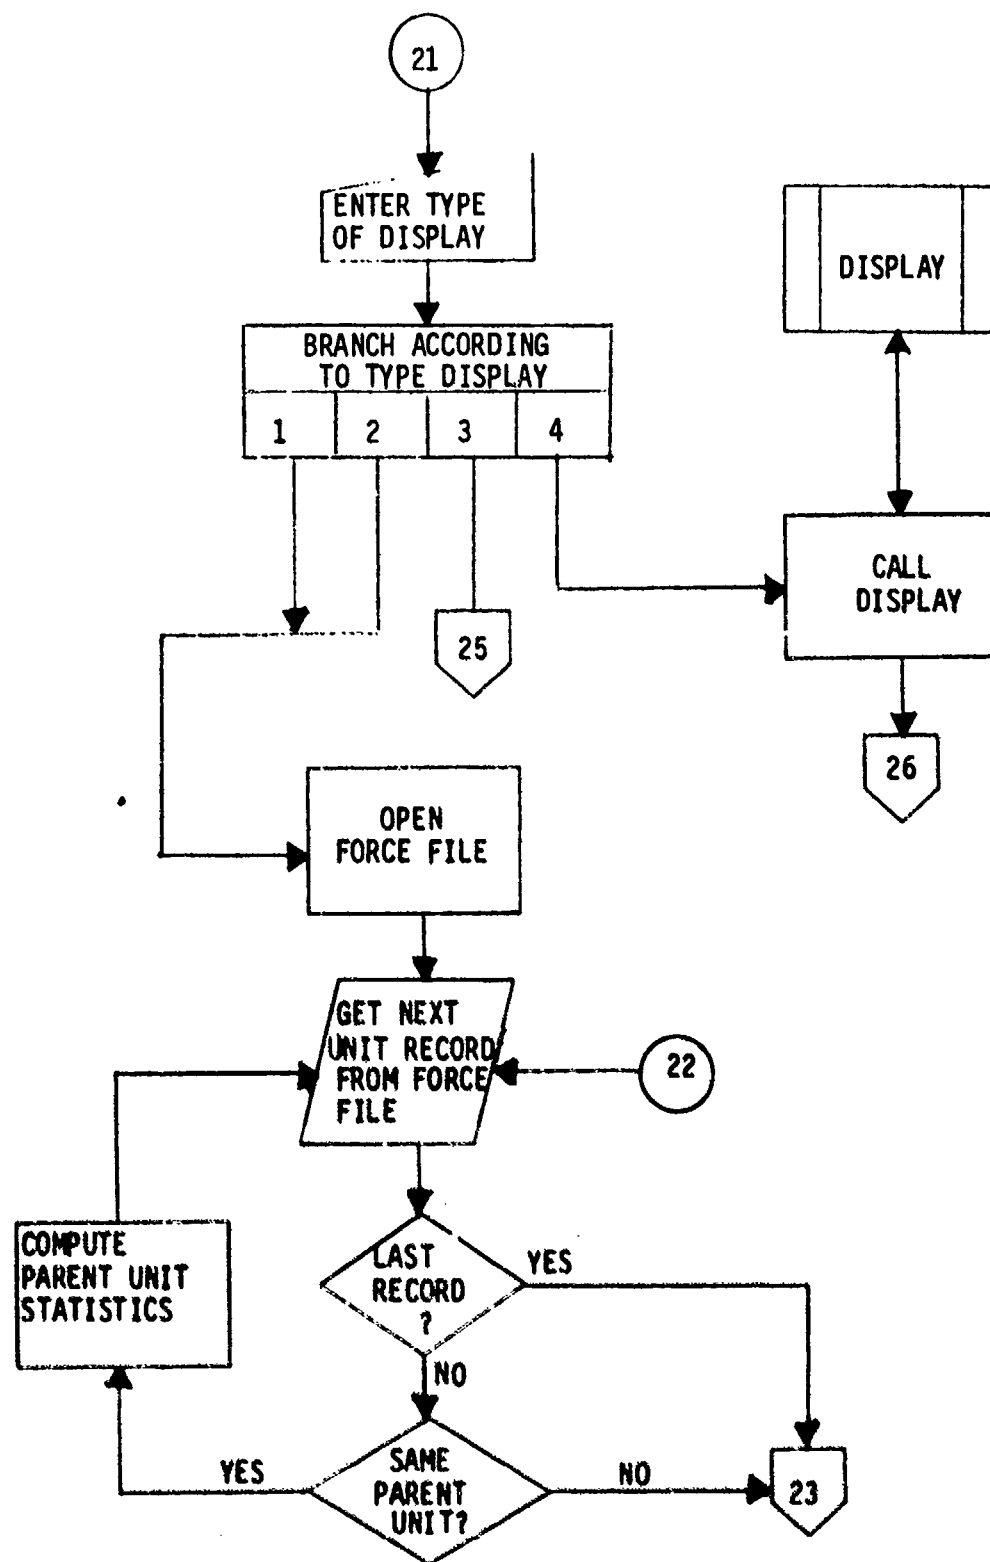 21
ENTER TYPE
OF DISPLAY
DISPLAY
BRANCH ACCORDING
TO TYPE DISPLAY
1 2 3 4
CALL
DISPLAY
25
26
OPEN
FORCE FILE
GET NEXT
UNIT RECORD
FROM FORCE
FILE
22
COMPUTE
PARENT UNIT
STATISTICS
LAST
RECORD
?
YES
NO
SAME
PARENT
UNIT?
YES
NO
23